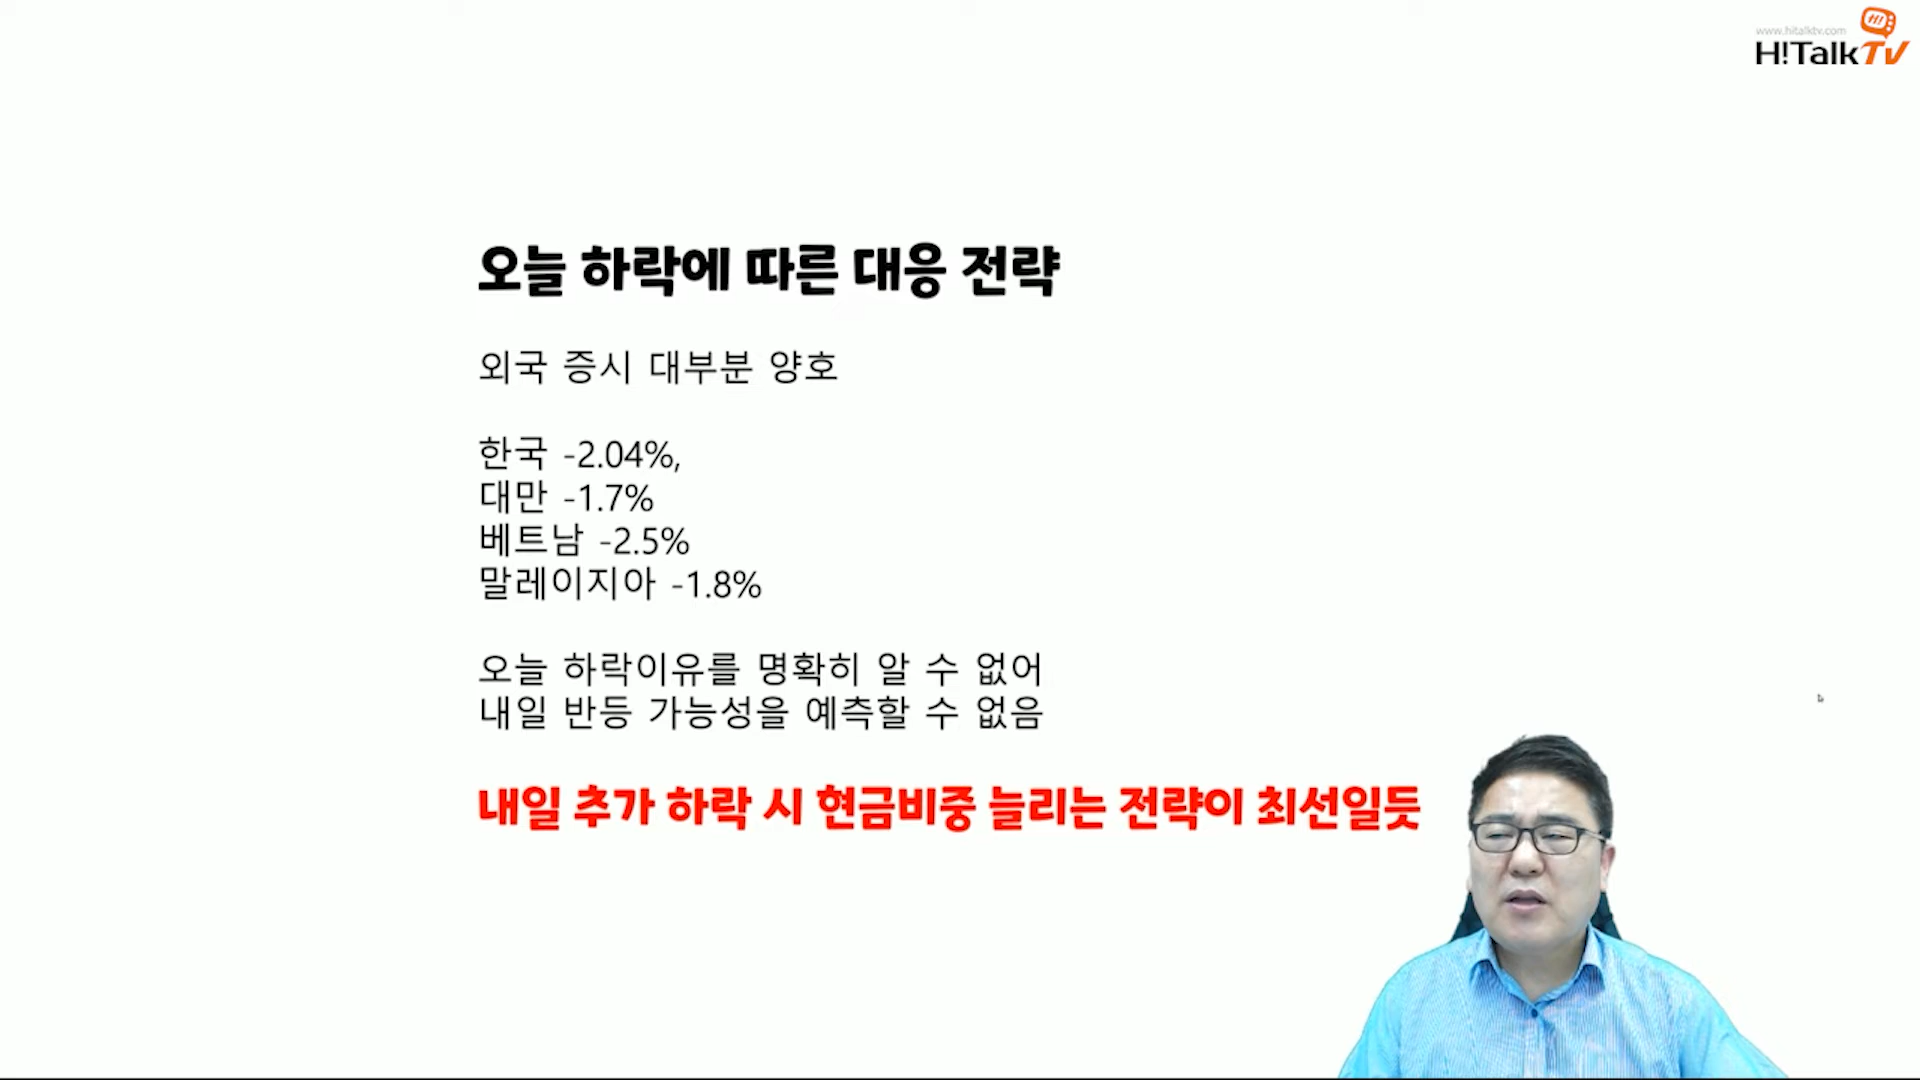 www.hitalktv.com
H!TalkTV
오늘 하락에 따른 대응 전략
외국 증시 대부분 양호
한국 -2.04%,
대만 -1.7%
베트남 -2.5%
말레이지아 -1.8%
오늘 하락이유를 명확히 알 수 없어
내일 반등 가능성을 예측할 수 없음
내일 추가 하락 시 현금비중 늘리는 전략이 최선일듯